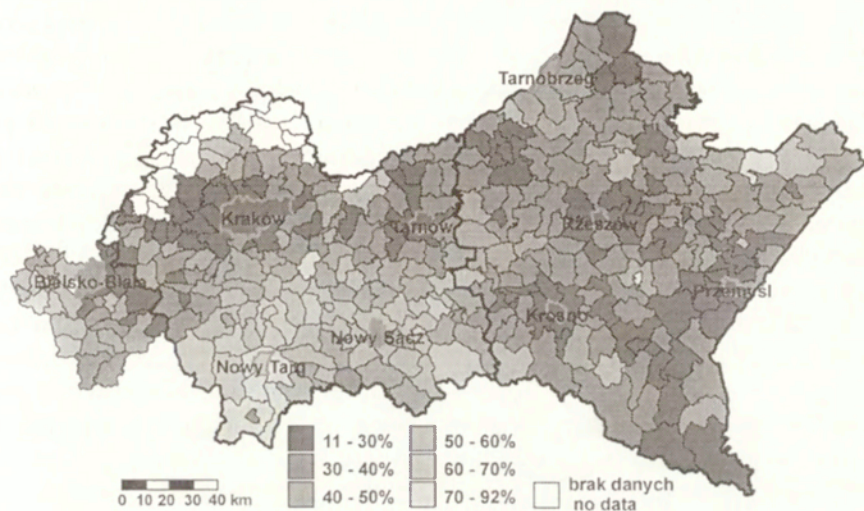 Tarnobrzeg
Kraków
Tarnów
Rzeszów
Bielsko-Biała
Przemyśl
Krosno
Nowy Sącz
Nowy Targ
11 - 30%
30 - 40%
40 - 50%
50 - 60%
60 - 70%
70 - 92%
brak danych
no data
0 10 20 30 40 km